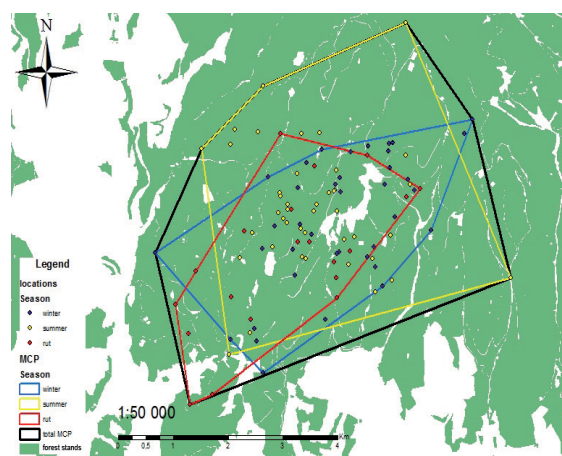 N
Legend
locations
Season
winter
summer
rut
MCP
Season
winter
summer
rut
total MCP
forest stands
1:50 000
0 0,5 1 2 3 4
Km